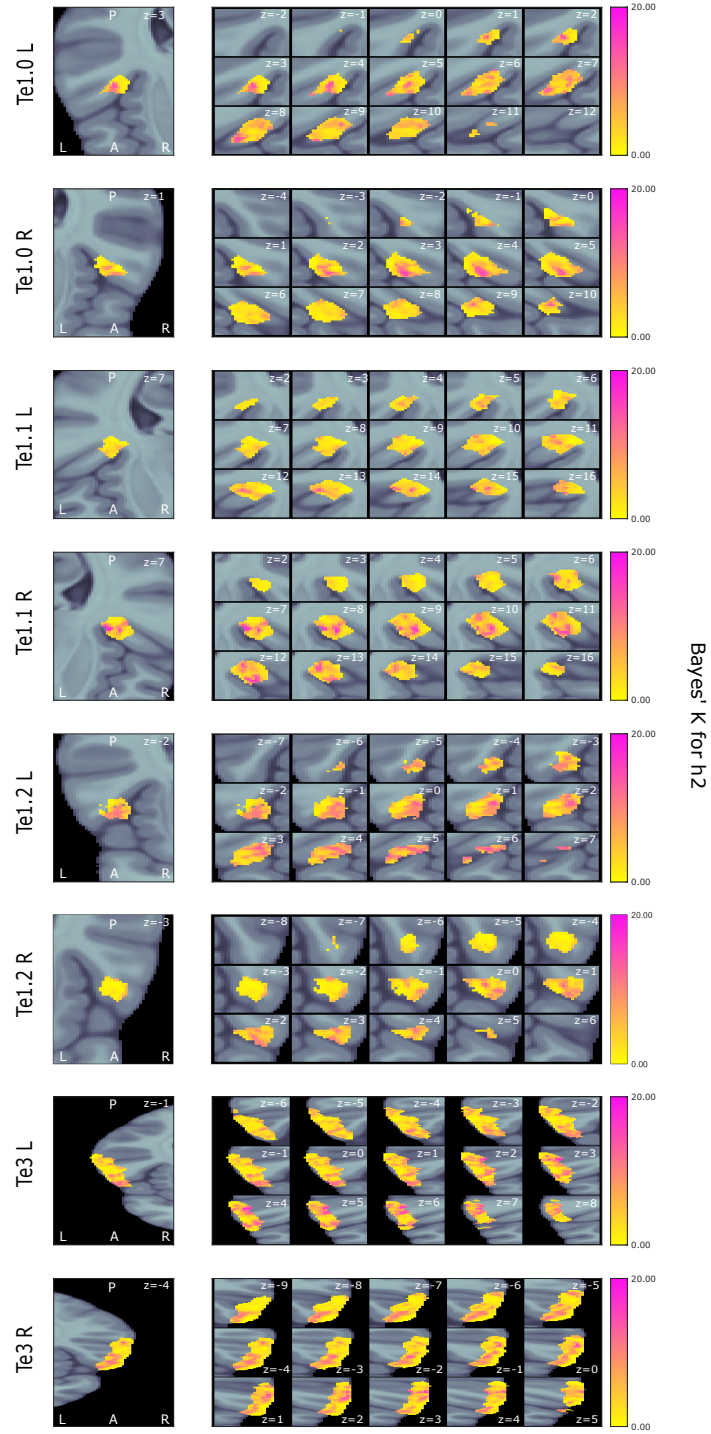 Te1.0 L
P
z=3
L
A
R
z=-2
z=-1
z=0
z=1
z=2
z=3
z=4
z=5
z=6
z=7
z=8
z=9
z=10
z=11
z=12
20.00
0.00
Te1.0 R
P
z=1
L
A
R
z=-4
z=-3
z=-2
z=-1
z=0
z=1
z=2
z=3
z=4
z=5
z=6
z=7
z=8
z=9
z=10
20.00
0.00
Te1.1 L
P
z=7
L
A
R
z=2
z=3
z=4
z=5
z=6
z=7
z=8
z=9
z=10
z=11
z=12
z=13
z=14
z=15
z=16
20.00
0.00
Te1.1 R
P
z=7
L
A
R
z=2
z=3
z=4
z=5
z=6
z=7
z=8
z=9
z=10
z=11
z=12
z=13
z=14
z=15
z=16
20.00
0.00
Bayes' K for h2
Te1.2 L
P
z=-2
L
A
R
z=-7
z=-6
z=-5
z=-4
z=-3
z=-2
z=-1
z=0
z=1
z=2
z=3
z=4
z=5
z=6
z=7
20.00
0.00
Te1.2 R
P
z=-3
L
A
R
z=-8
z=-7
z=-6
z=-5
z=-4
z=-3
z=-2
z=-1
z=0
z=1
z=2
z=3
z=4
z=5
z=6
20.00
0.00
Te3 L
P
z=-1
L
A
R
z=-6
z=-5
z=-4
z=-3
z=-2
z=-1
z=0
z=1
z=2
z=3
z=4
z=5
z=6
z=7
z=8
20.00
0.00
Te3 R
P
z=-4
L
A
R
z=-9
z=-8
z=-7
z=-6
z=-5
z=-4
z=-3
z=-2
z=-1
z=0
z=1
z=2
z=3
z=4
z=5
20.00
0.00